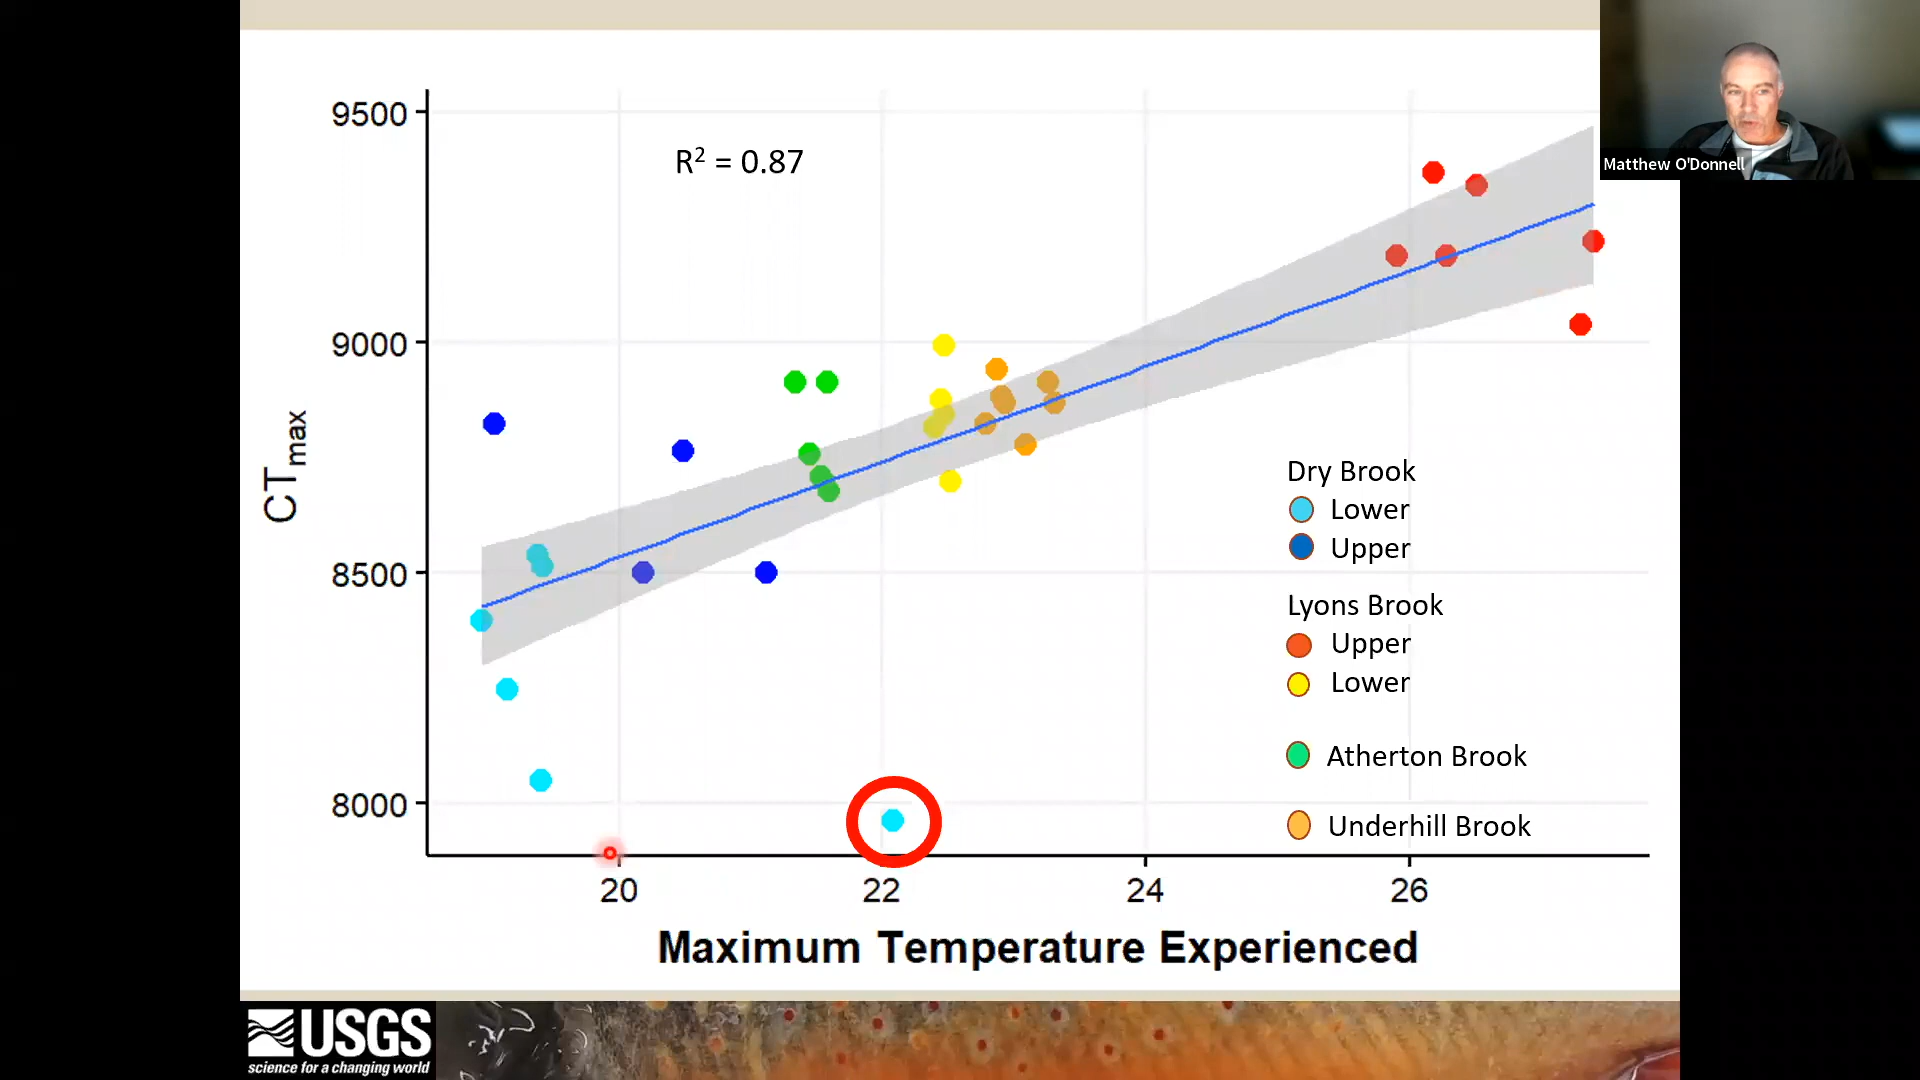 Matthew O'Donnell
R² = 0.87
9500
9000
8500
8000
CTmax
20
22
24
26
Maximum Temperature Experienced
Dry Brook
Lower
Upper
Lyons Brook
Upper
Lower
Atherton Brook
Underhill Brook
USGS
science for a changing world